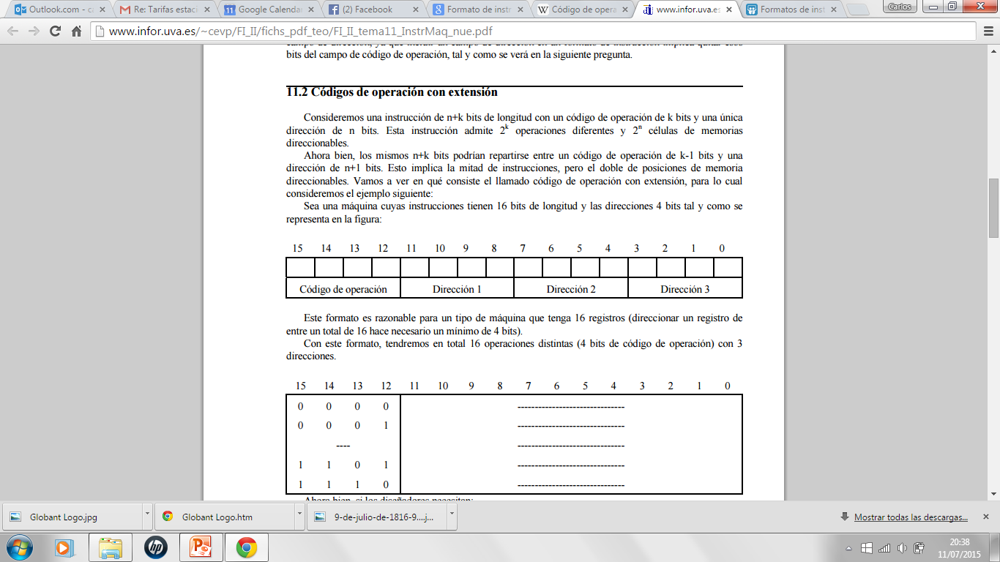 Outlook.com - ca
Re: Tarifas estaci
Google Calendar
(2) Facebook
Formato de instr
Código de opera
www.infor.uva.es
Formatos de inst
Carlos
www.infor.uva.es/~cevp/FI_II/fichs_pdf_teo/FI_II_tema11_InstrMaq_nue.pdf
bits del campo de código de operación, tal y como se verá en la siguiente pregunta.
11.2 Códigos de operación con extensión
Consideremos una instrucción de n+k bits de longitud con un código de operación de k bits y una única
dirección de n bits. Esta instrucción admite 2^k operaciones diferentes y 2^n células de memorias
direccionables.
Ahora bien, los mismos n+k bits podrían repartirse entre un código de operación de k-1 bits y una
dirección de n+1 bits. Esto implica la mitad de instrucciones, pero el doble de posiciones de memoria
direccionables. Vamos a ver en qué consiste el llamado código de operación con extensión, para lo cual
consideremos el ejemplo siguiente:
Sea una máquina cuyas instrucciones tienen 16 bits de longitud y las direcciones 4 bits tal y como se
representa en la figura:
15 14 13 12 11 10 9 8 7 6 5 4 3 2 1 0
Código de operación Dirección 1 Dirección 2 Dirección 3
Este formato es razonable para un tipo de máquina que tenga 16 registros (direccionar un registro de
entre un total de 16 hace necesario un mínimo de 4 bits).
Con este formato, tendremos en total 16 operaciones distintas (4 bits de código de operación) con 3
direcciones.
15 14 13 12 11 10 9 8 7 6 5 4 3 2 1 0
0 0 0 0 -------------------------------
0 0 0 1 -------------------------------
---- -------------------------------
1 1 0 1 -------------------------------
1 1 1 0 -------------------------------
Ahora bien, si los diseñadores necesitan:
Globant Logo.jpg
Globant Logo.htm
9-de-julio-de-1816-9....j...
Mostrar todas las descargas...
20:38
11/07/2015